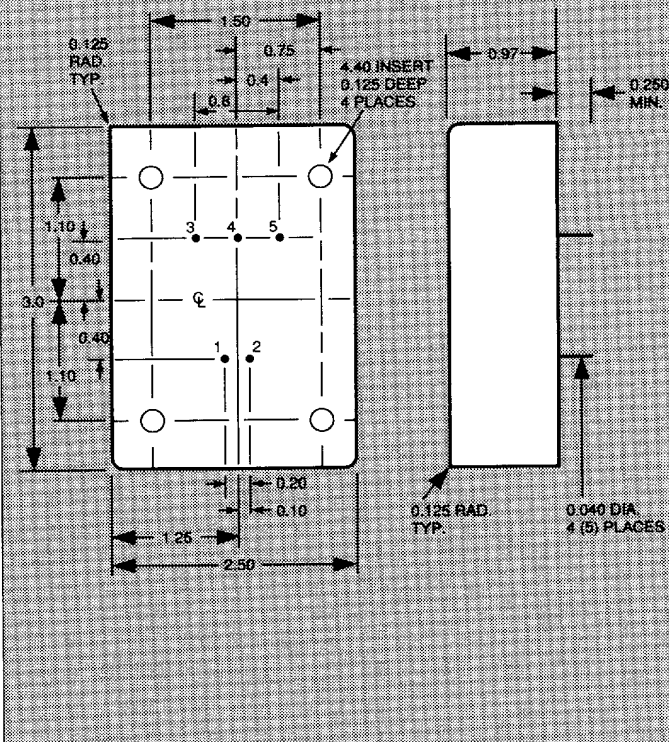 1.50
0.125
RAD.
TYP.
0.75
0.4
0.8
4.40 INSERT
0.125 DEEP
4 PLACES
0.97
0.250
MIN.
1.10
0.40
3.0
0.40
1.10
3
4
5
℄
1
2
0.20
0.10
1.25
2.50
0.125 RAD.
TYP.
0.040 DIA.
4 (5) PLACES